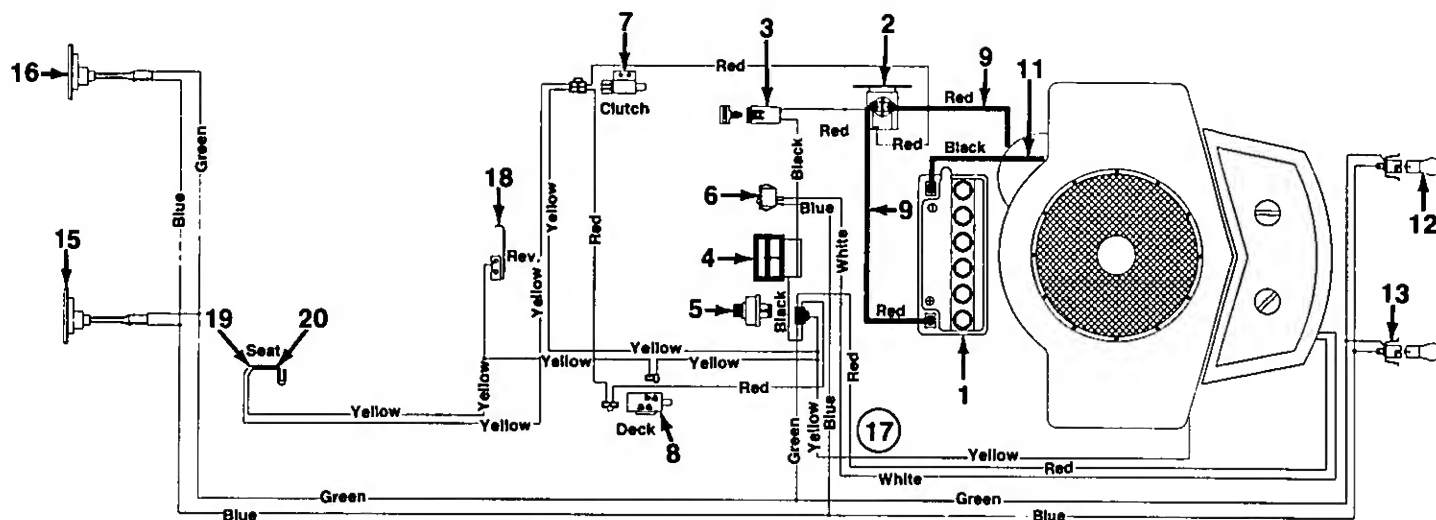 7
3
2
9
11
16
Red
Red
Clutch
Red
Red
Black
Green
Black
18
6
Blue
Blue
Yellow
Red
9
12
Rev.
4
White
Yellow
5
Black
Red
15
19
20
13
Seat
Yellow
Yellow
Yellow
Red
Red
Yellow
1
Yellow
Yellow
Deck
8
Green
Yellow
Blue
17
Yellow
Red
White
Green
Green
Blue
Blue